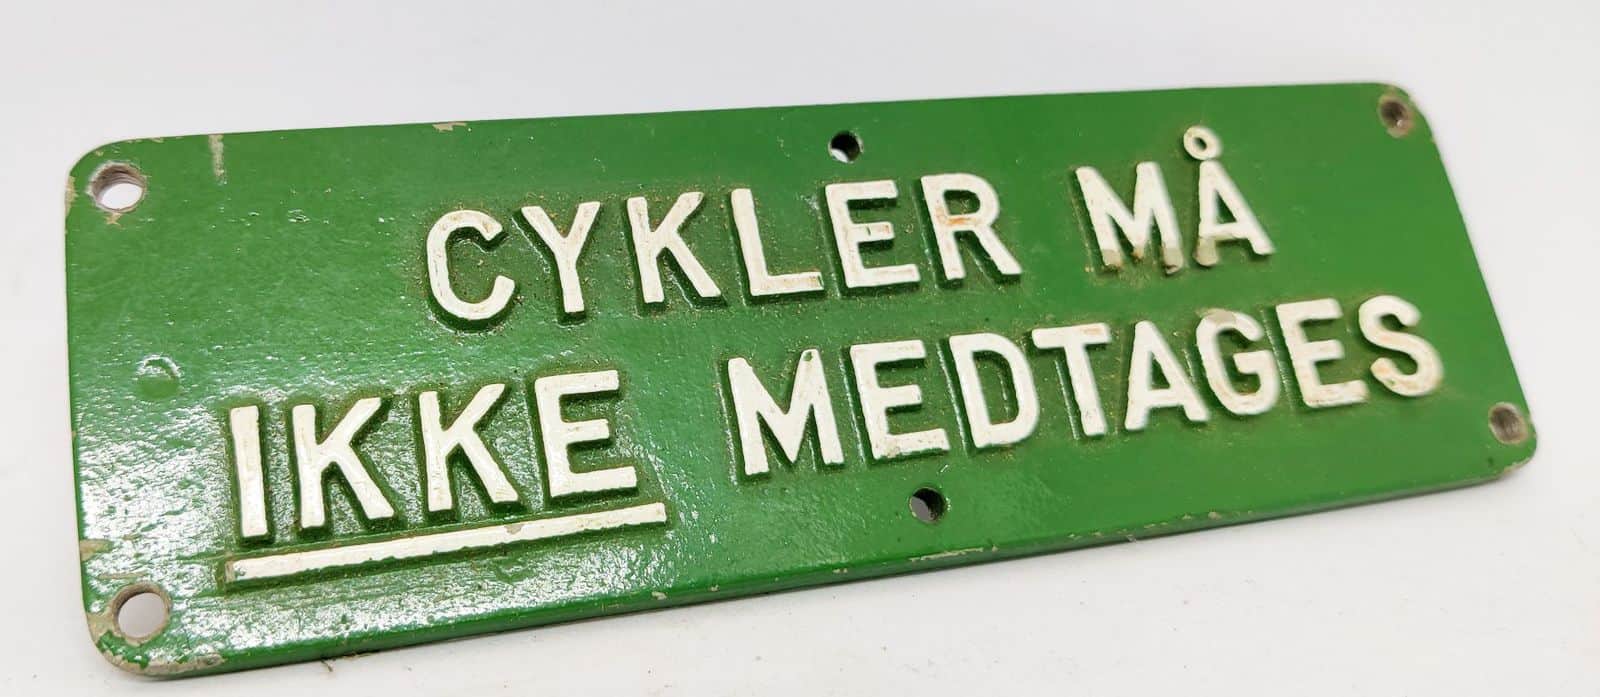 CYKLER MÅ
IKKE MEDTAGES